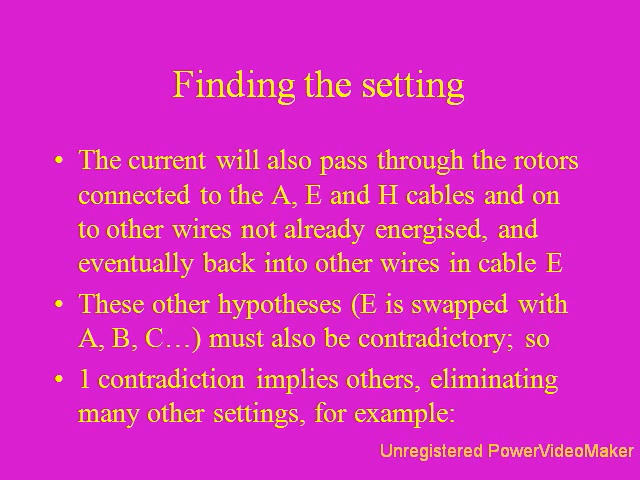 Finding the setting
• The current will also pass through the rotors
connected to the A, E and H cables and on
to other wires not already energised, and
eventually back into other wires in cable E
• These other hypotheses (E is swapped with
A, B, C…) must also be contradictory; so
• 1 contradiction implies others, eliminating
many other settings, for example:
Unregistered PowerVideoMaker